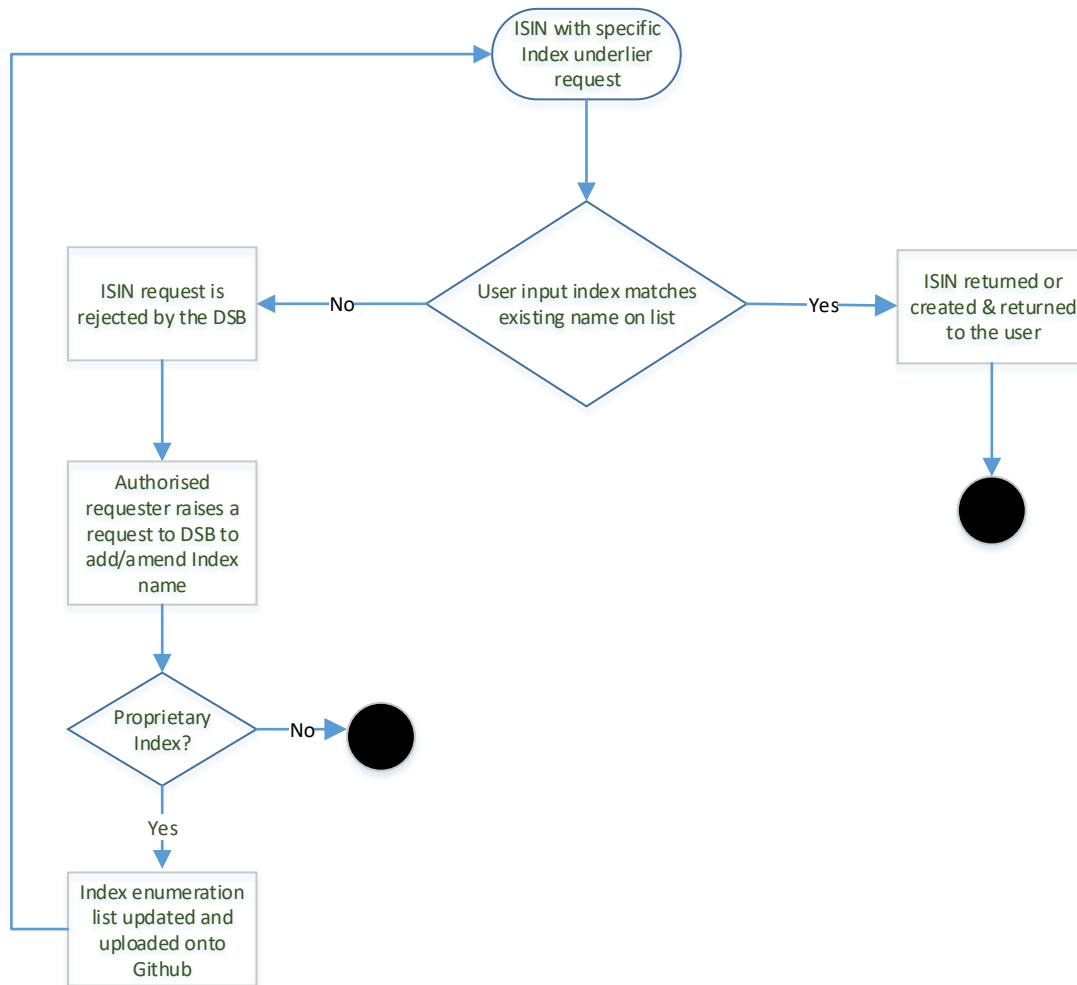 ISIN with specific
Index underlier
request
User input index matches
existing name on list
No
Yes
ISIN request is
rejected by the DSB
ISIN returned or
created & returned
to the user
Authorised
requester raises a
request to DSB to
add/amend Index
name
Proprietary
Index?
No
Yes
Index enumeration
list updated and
uploaded onto
Github